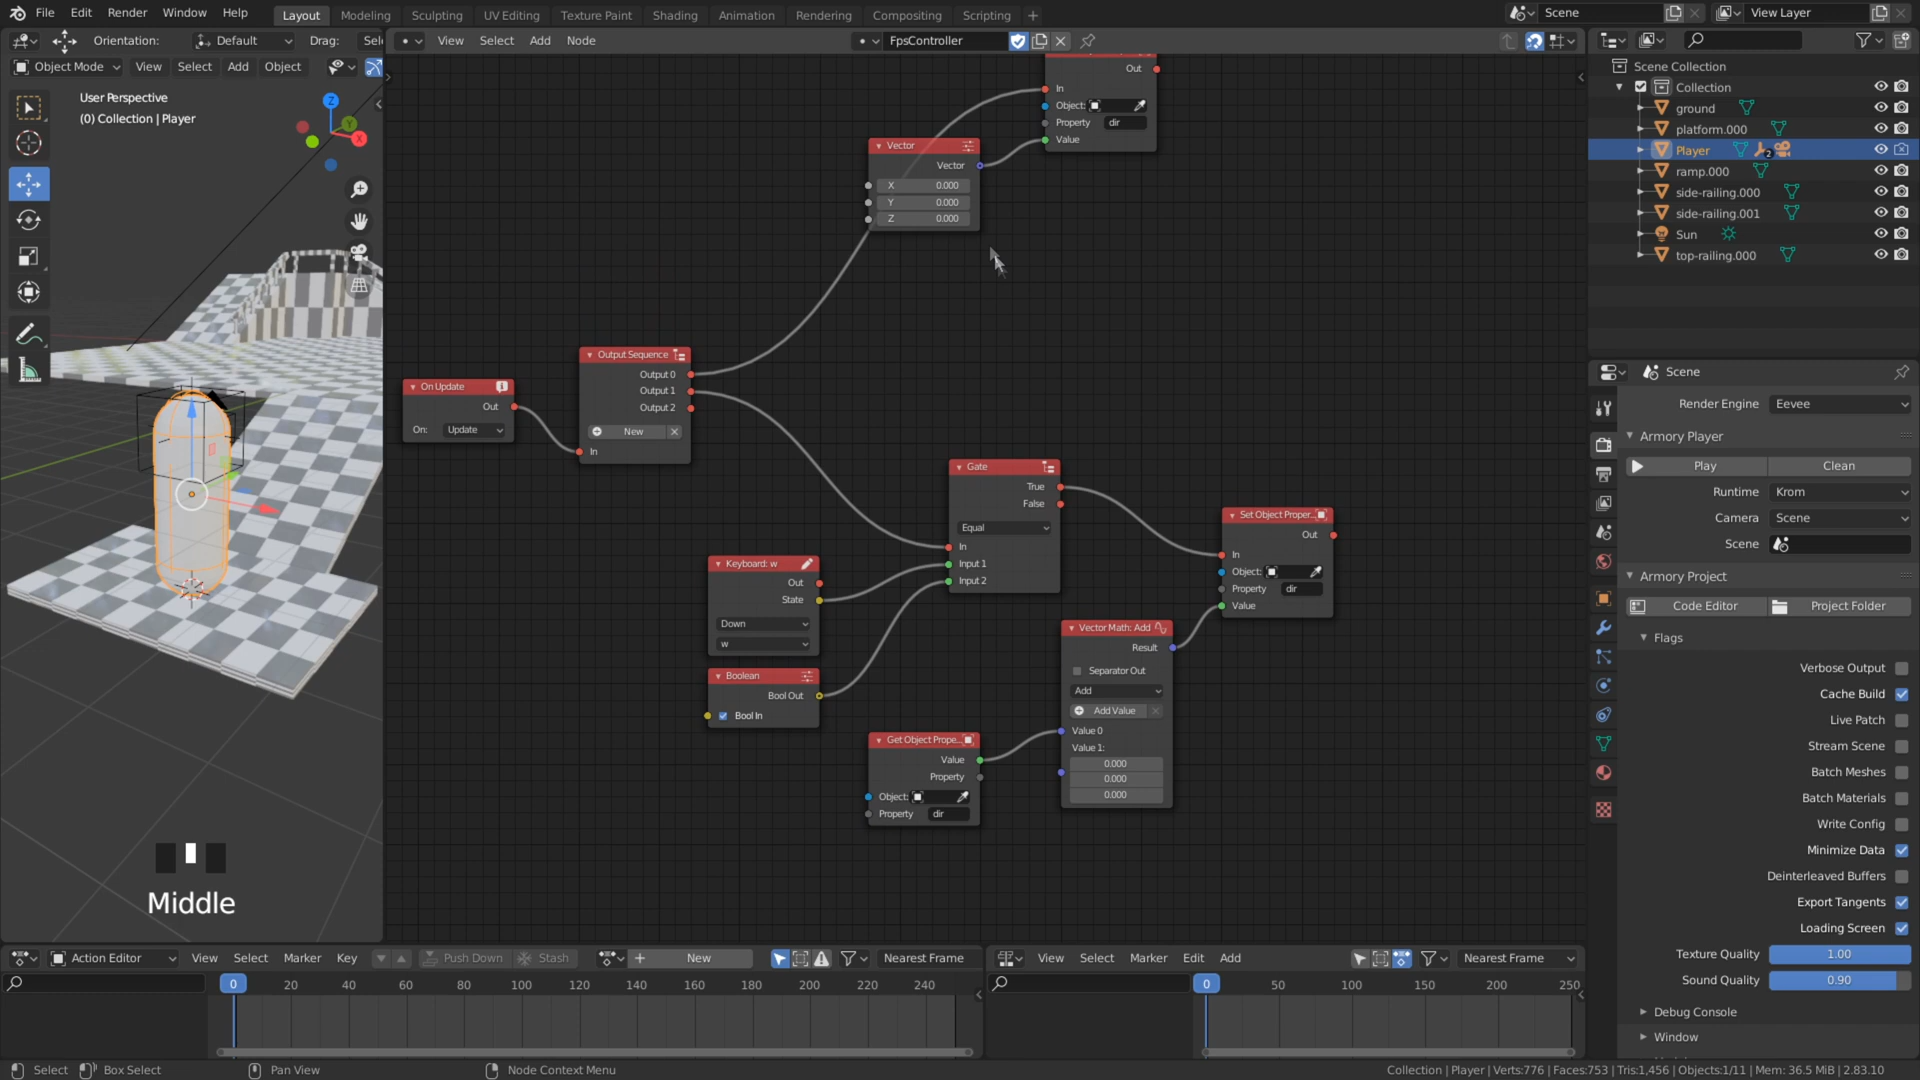 File Edit Render Window Help Layout Modeling Sculpting UV Editing Texture Paint Shading Animation Rendering Compositing Scripting Scene View Layer
Orientation: Default Drag: Sel View Select Add Node FpsController
Object Mode View Select Add Object
User Perspective
(0) Collection | Player
Z
Y
X
Middle
Out
In
Object:
Property dir
Value
Vector
Vector
X 0.000
Y 0.000
Z 0.000
Output Sequence
Output 0
Output 1
Output 2
New
In
On Update
Out
On: Update
Gate
True
False
Equal
In
Input 1
Input 2
Keyboard: w
Out
State
Down
w
Boolean
Bool Out
Bool In
Set Object Proper...
Out
In
Object:
Property dir
Value
Vector Math: Add
Result
Separator Out
Add
Add Value
Value 0
Value 1:
0.000
0.000
0.000
Get Object Prope...
Value
Property
Object:
Property dir
Scene Collection
Collection
ground
platform.000
Player 2
ramp.000
side-railing.000
side-railing.001
Sun
top-railing.000
Scene
Render Engine Eevee
Armory Player
Play Clean
Runtime Krom
Camera Scene
Scene
Armory Project
Code Editor Project Folder
Flags
Verbose Output
Cache Build
Live Patch
Stream Scene
Batch Meshes
Batch Materials
Write Config
Minimize Data
Deinterleaved Buffers
Export Tangents
Loading Screen
Texture Quality 1.00
Sound Quality 0.90
Debug Console
Window
Action Editor View Select Marker Key Push Down Stash New Nearest Frame
0 20 40 60 80 100 120 140 160 180 200 220 240
View Select Marker Edit Add Nearest Frame
0 50 100 150 200 250
Select Box Select Pan View Node Context Menu Collection | Player | Verts:776 | Faces:753 | Tris:1,456 | Objects:1/11 | Mem: 36.5 MiB | 2.83.10